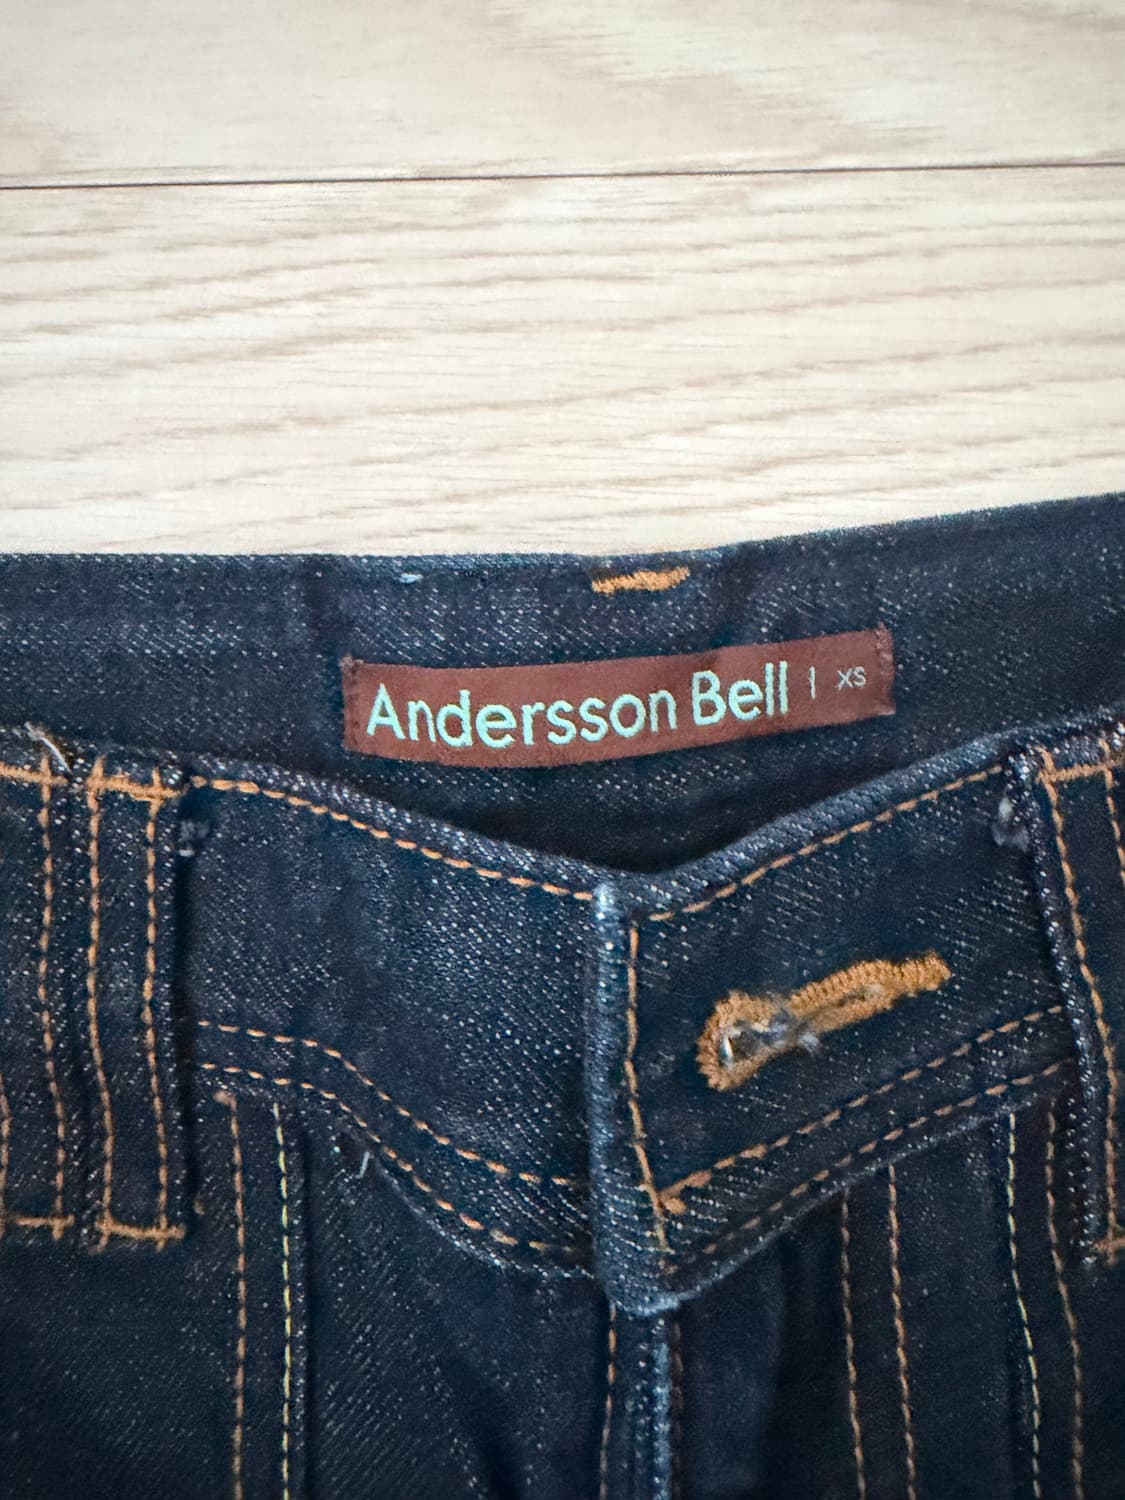 Andersson Bell | XS